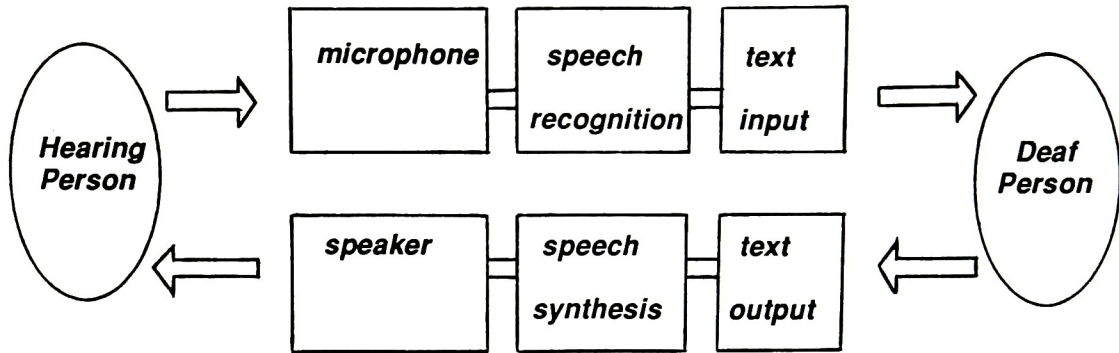 Hearing
Person
microphone
speech
recognition
text
input
Deaf
Person
speaker
speech
synthesis
text
output